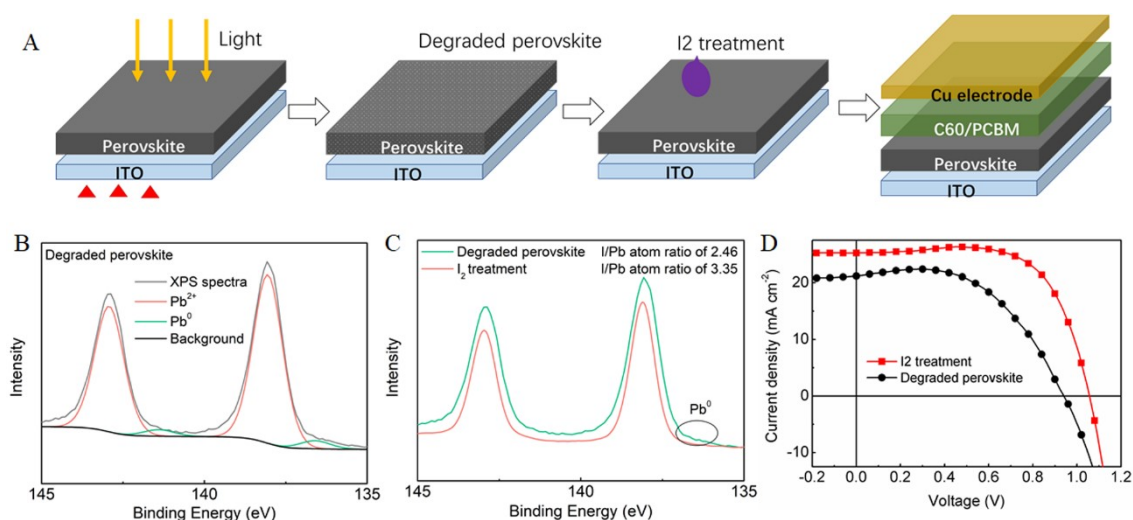 A
Light
Degraded perovskite
I2 treatment
Perovskite
ITO
Perovskite
ITO
Perovskite
ITO
Cu electrode
C60/PCBM
Perovskite
ITO
B
Degraded perovskite
XPS spectra
Pb²⁺
Pb⁰
Background
Intensity
145
140
135
Binding Energy (eV)
C
Degraded perovskite I/Pb atom ratio of 2.46
I₂ treatment I/Pb atom ratio of 3.35
Pb⁰
Intensity
145
140
135
Binding Energy (eV)
D
Current density (mA cm⁻²)
20
10
0
-10
I2 treatment
Degraded perovskite
-0.2 0.0 0.2 0.4 0.6 0.8 1.0 1.2
Voltage (V)